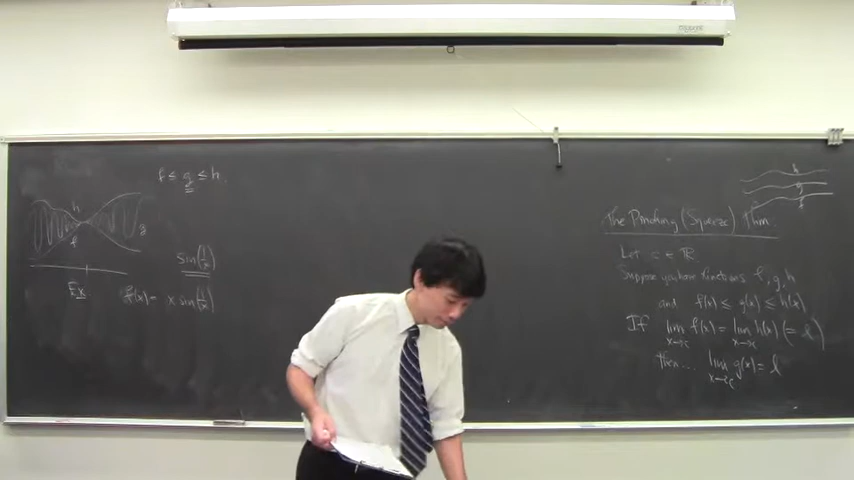 f ≤ g ≤ h
h
f
g
sin(1/x)
Ex
g(x) = x sin(1/x)
h
g
f
The Pinching (Squeeze) Thm
Let c ∈ ℝ
Suppose you have functions f, g, h
and f(x) ≤ g(x) ≤ h(x)
If lim x→c f(x) = lim x→c h(x) (= l)
then... lim x→c g(x) = l